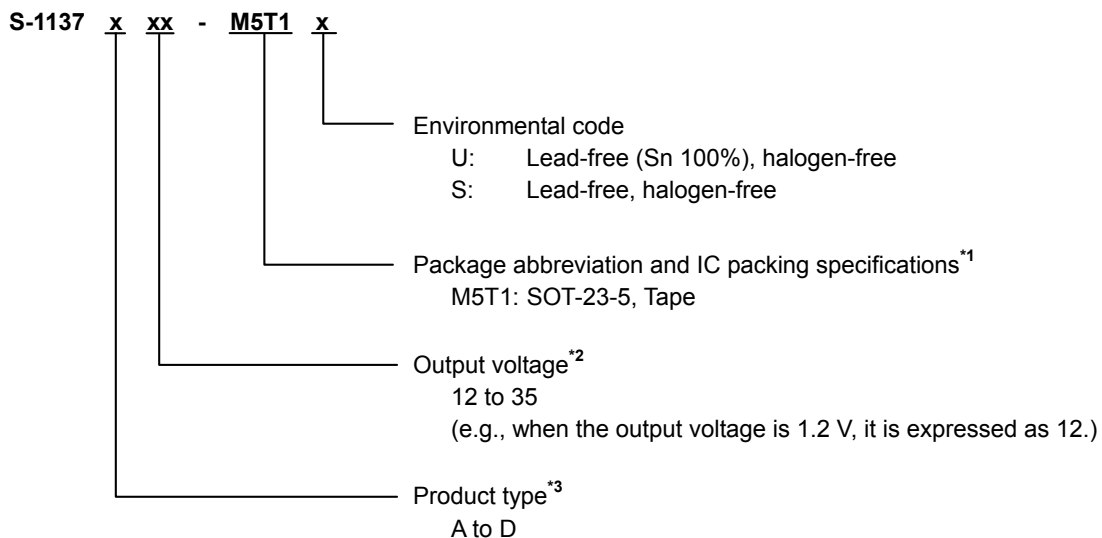 S-1137 x xx - M5T1 x
Environmental code
U: Lead-free (Sn 100%), halogen-free
S: Lead-free, halogen-free
Package abbreviation and IC packing specifications*1
M5T1: SOT-23-5, Tape
Output voltage*2
12 to 35
(e.g., when the output voltage is 1.2 V, it is expressed as 12.)
Product type*3
A to D